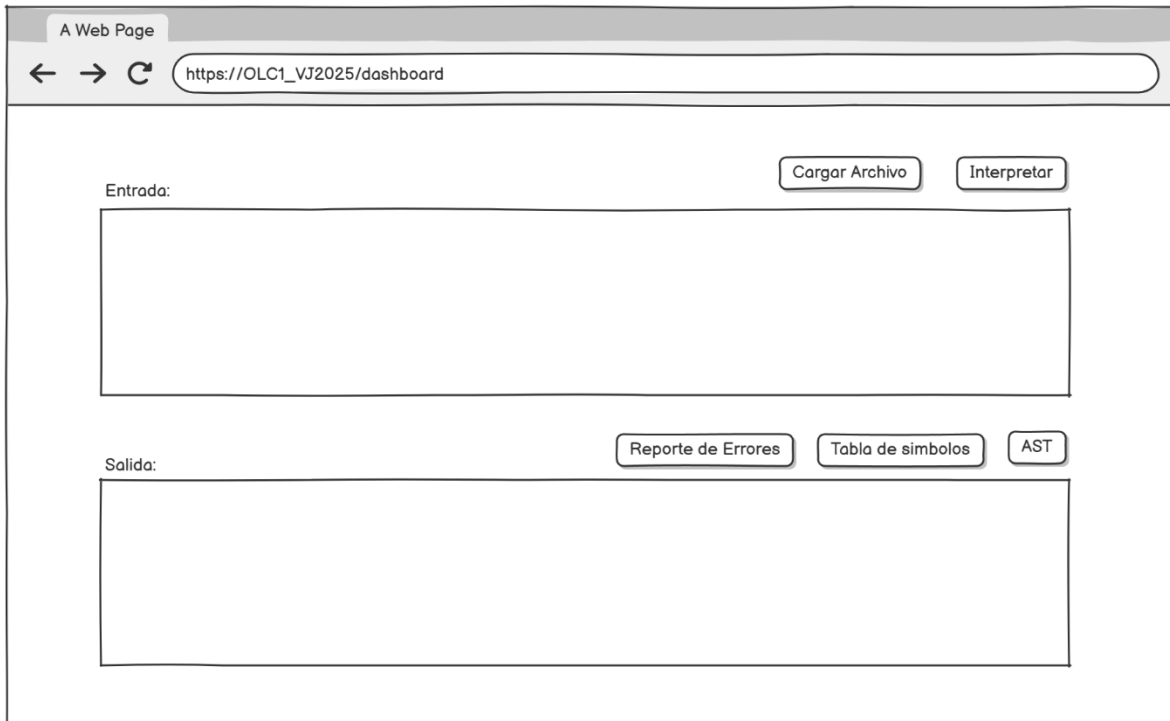 A Web Page
https://OLC1_VJ2025/dashboard
Cargar Archivo
Interpretar
Entrada:
Reporte de Errores
Tabla de simbolos
AST
Salida: